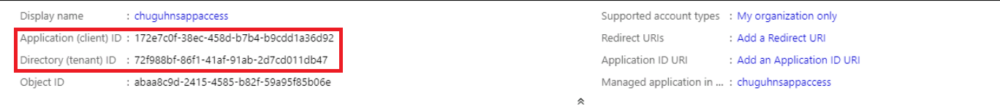 Display name : chuguhnsappaccess
Application (client) ID : 172e7c0f-38ec-458d-b7b4-b9cdd1a36d92
Directory (tenant) ID : 72f988bf-86f1-41af-91ab-2d7cd011db47
Object ID : abaa8c9d-2415-4585-b82f-59a95f85b06e
Supported account types : My organization only
Redirect URIs : Add a Redirect URI
Application ID URI : Add an Application ID URI
Managed application in ... : chuguhnsappaccess